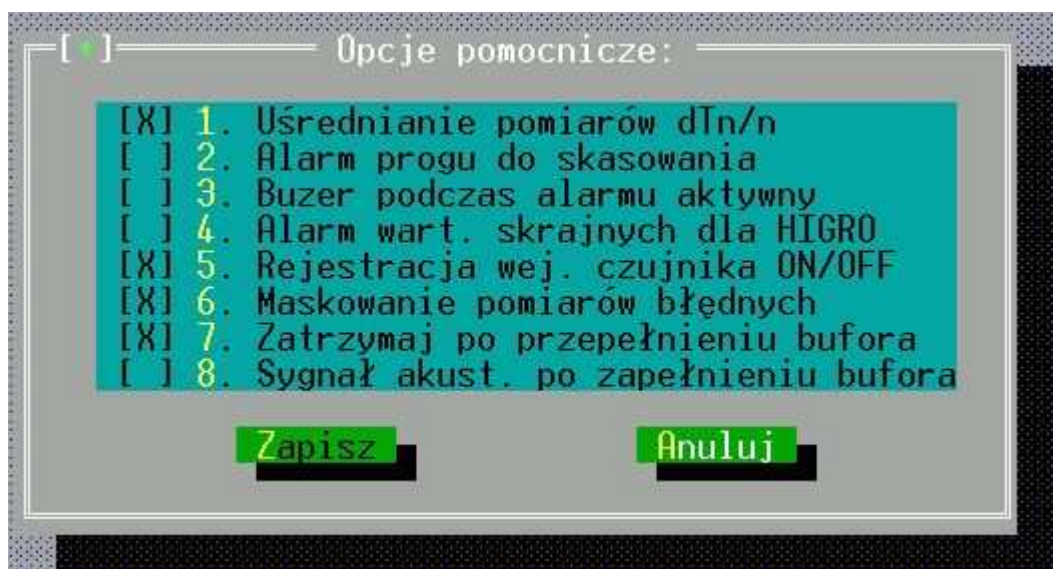 Opcje pomocnicze:
[X] 1. Uśrednianie pomiarów dTn/n
[ ] 2. Alarm progu do skasowania
[ ] 3. Buzer podczas alarmu aktywny
[ ] 4. Alarm wart. skrajnych dla HIGRO
[X] 5. Rejestracja wej. czujnika ON/OFF
[X] 6. Maskowanie pomiarów błędnych
[X] 7. Zatrzymaj po przepełnieniu bufora
[ ] 8. Sygnał akust. po zapełnieniu bufora
Zapisz Anuluj